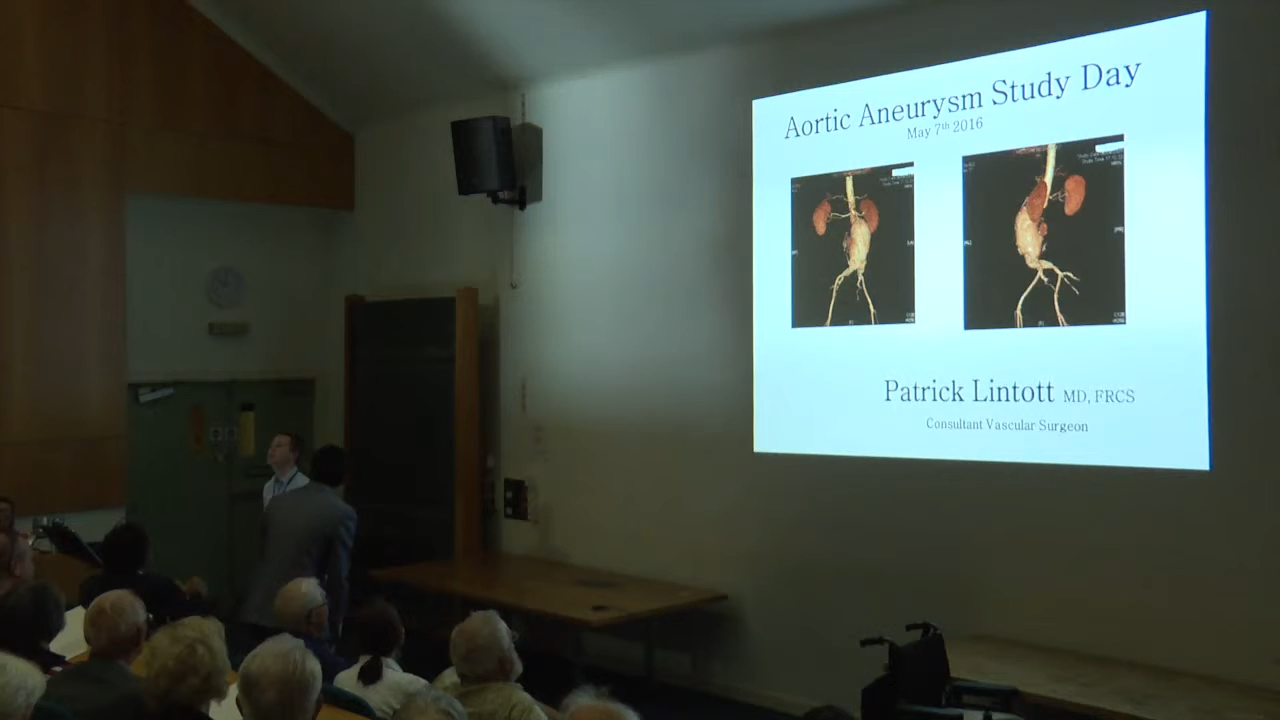 Aortic Aneurysm Study Day
May 7th 2016
Patrick Lintott MD, FRCS
Consultant Vascular Surgeon